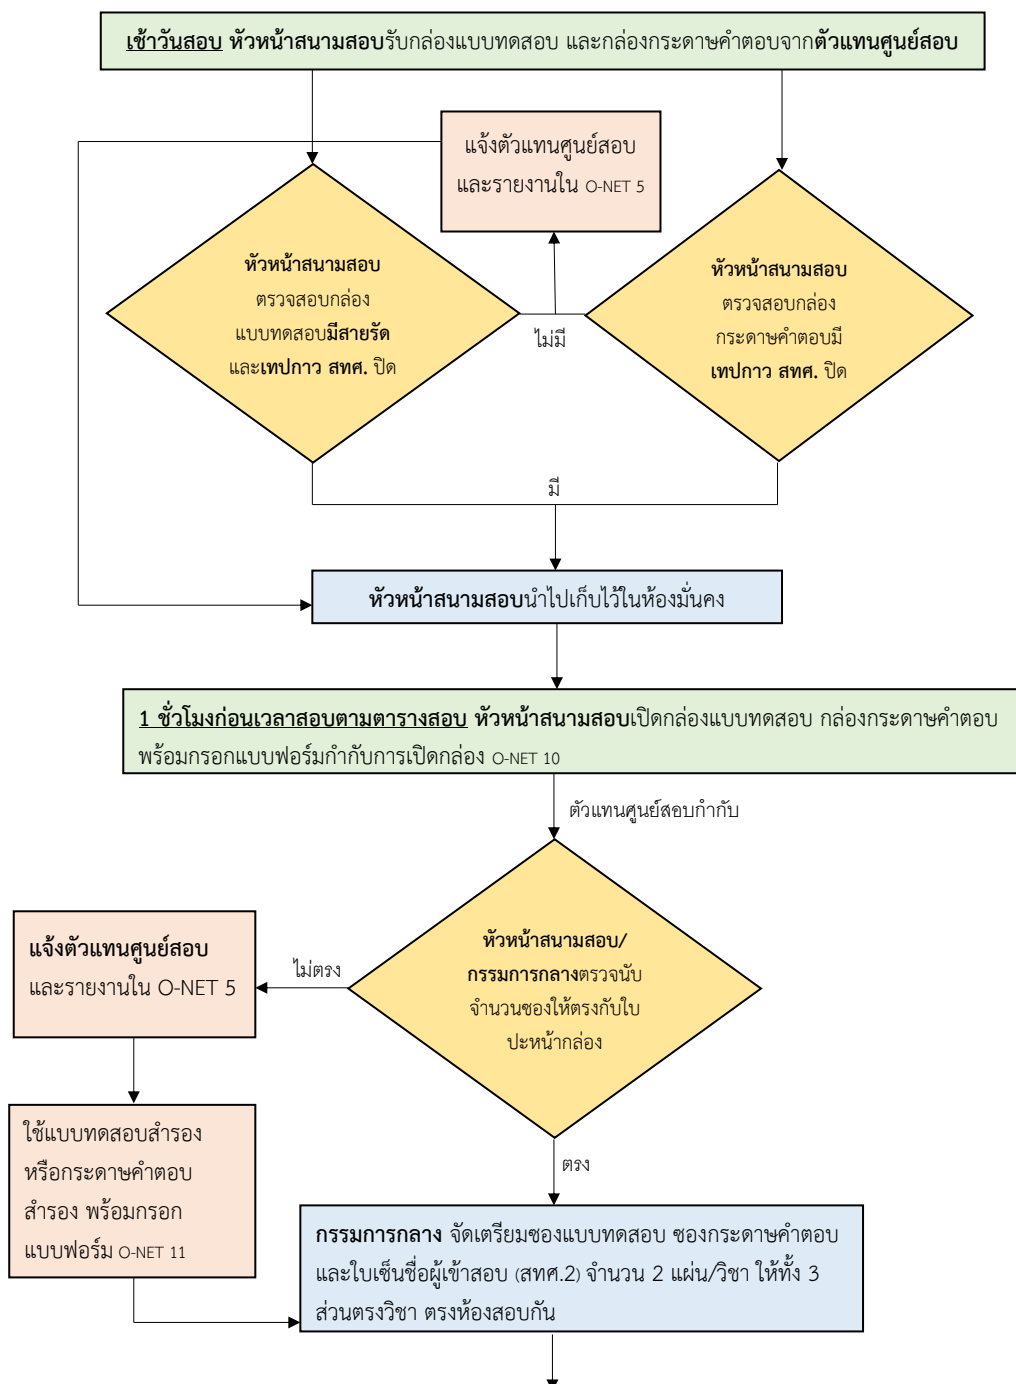 เช้าวันสอบ หัวหน้าสนามสอบรับกล่องแบบทดสอบ และกล่องกระดาษคำตอบจากตัวแทนศูนย์สอบ
แจ้งตัวแทนศูนย์สอบ
และรายงานใน O-NET 5
หัวหน้าสนามสอบ
ตรวจสอบกล่อง
แบบทดสอบมีสายรัด
และเทปกาว สทศ. ปิด
ไม่มี
หัวหน้าสนามสอบ
ตรวจสอบกล่อง
กระดาษคำตอบมี
เทปกาว สทศ. ปิด
มี
หัวหน้าสนามสอบนำไปเก็บไว้ในห้องมั่นคง
1 ชั่วโมงก่อนเวลาสอบตามตารางสอบ หัวหน้าสนามสอบเปิดกล่องแบบทดสอบ กล่องกระดาษคำตอบ
พร้อมกรอกแบบฟอร์มกำกับการเปิดกล่อง O-NET 10
ตัวแทนศูนย์สอบกำกับ
หัวหน้าสนามสอบ/
กรรมการกลางตรวจนับ
จำนวนซองให้ตรงกับใบ
ปะหน้ากล่อง
ไม่ตรง
แจ้งตัวแทนศูนย์สอบ
และรายงานใน O-NET 5
ใช้แบบทดสอบสำรอง
หรือกระดาษคำตอบ
สำรอง พร้อมกรอก
แบบฟอร์ม O-NET 11
ตรง
กรรมการกลาง จัดเตรียมซองแบบทดสอบ ซองกระดาษคำตอบ
และใบเซ็นชื่อผู้เข้าสอบ (สทศ.2) จำนวน 2 แผ่น/วิชา ให้ทั้ง 3
ส่วนตรงวิชา ตรงห้องสอบกัน